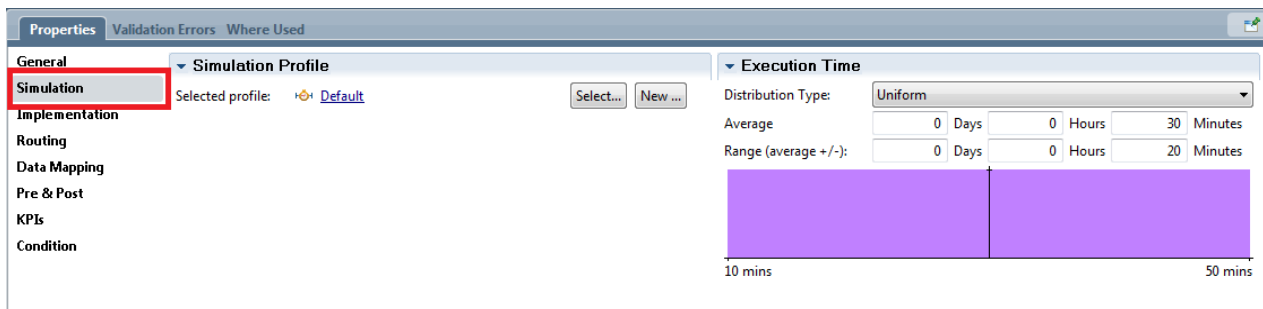 Properties Validation Errors Where Used
General
Simulation
Implementation
Routing
Data Mapping
Pre & Post
KPIs
Condition
Simulation Profile
Selected profile: Default Select... New ...
Execution Time
Distribution Type: Uniform
Average 0 Days 0 Hours 30 Minutes
Range (average +/-): 0 Days 0 Hours 20 Minutes
10 mins 50 mins